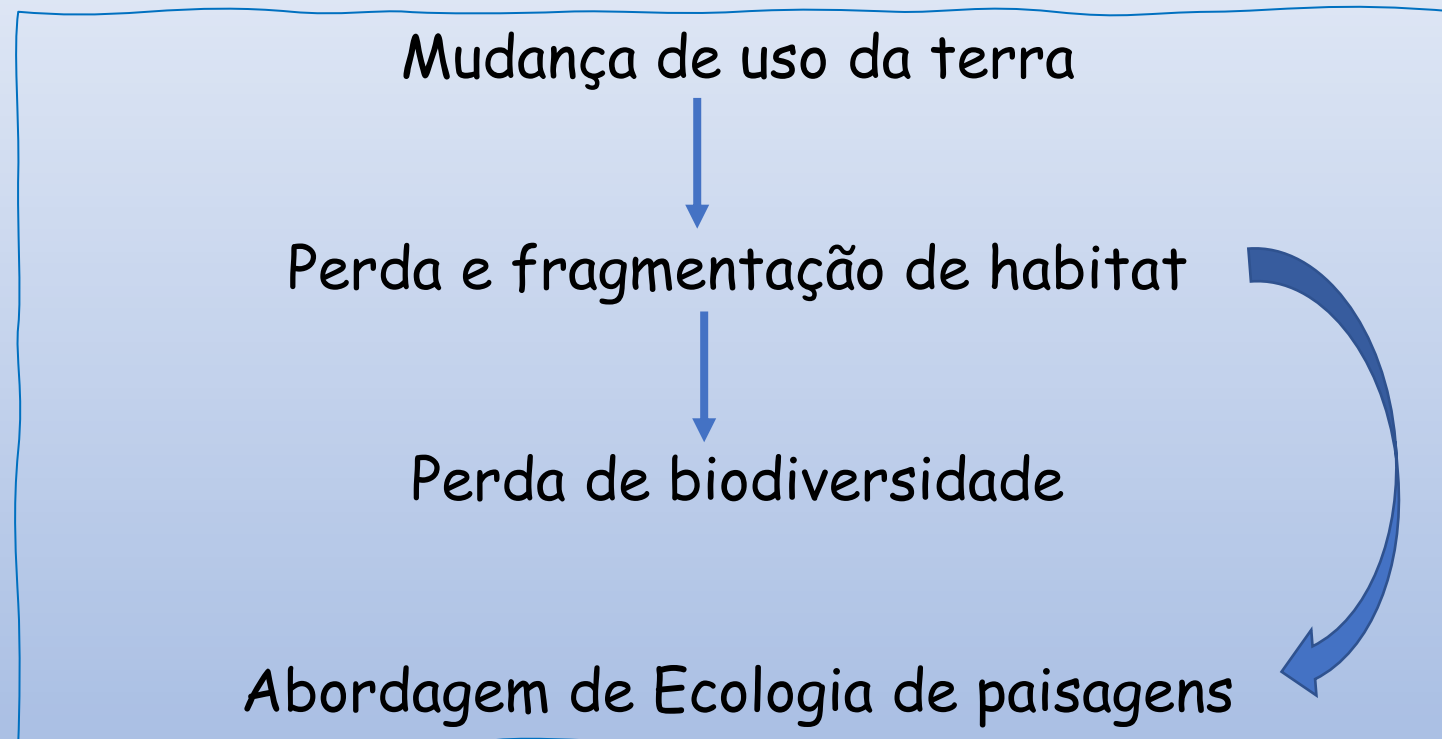 Mudança de uso da terra
Perda e fragmentação de habitat
Perda de biodiversidade
Abordagem de Ecologia de paisagens